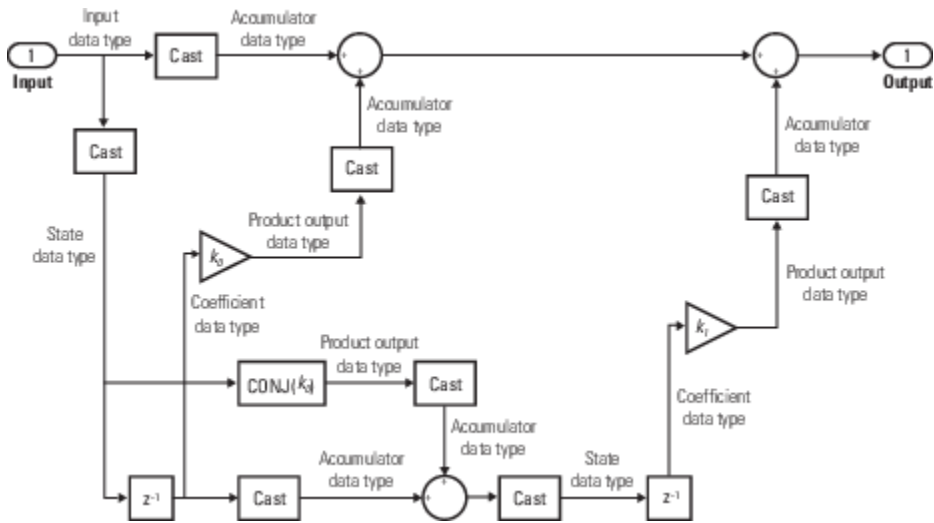 Input
data type
Accumulator
data type
1
Input
Cast
1
Output
Cast
Accumulator
data type
Accumulator
data type
Cast
Cast
State
data type
Product output
data type
k₀
Product output
data type
Coefficient
data type
k₁
Product output
data type
CONJ(k₀)
Cast
Coefficient
data type
Accumulator
data type
Accumulator
data type
State
data type
z⁻¹
Cast
Cast
z⁻¹